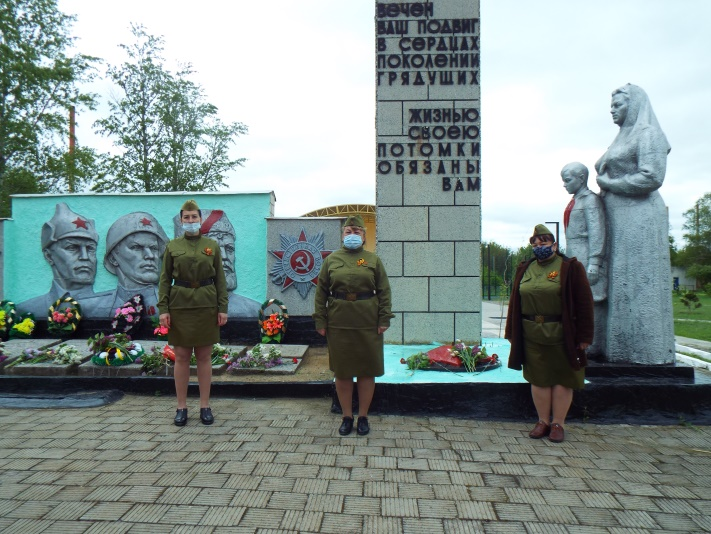 ВЕЧЕН
ВАШ ПОДВИГ
В СЕРДЦАХ
ПОКОЛЕНИЙ
ГРЯДУЩИХ
ЖИЗНЬЮ
СВОЕЮ
ПОТОМКИ
ОБЯЗАНЫ
ВАМ